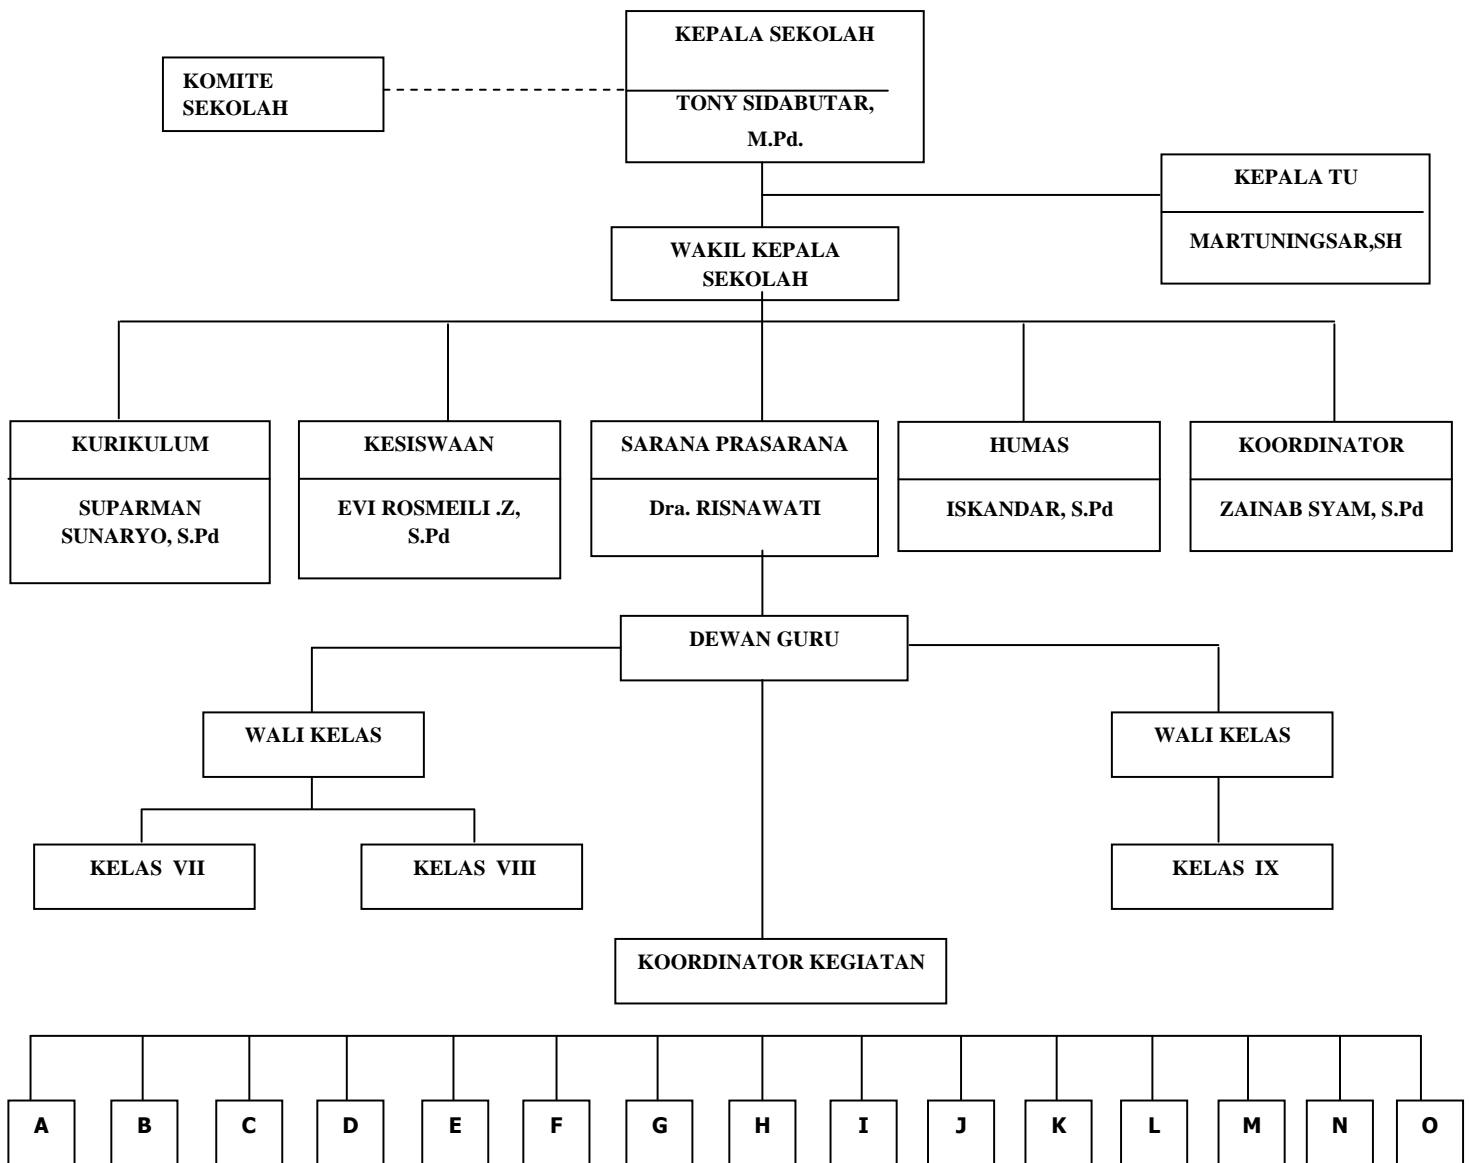 KEPALA SEKOLAH
KOMITE
SEKOLAH
TONY SIDABUTAR,
M.Pd.
KEPALA TU
MARTUNINGSAR,SH
WAKIL KEPALA
SEKOLAH
KURIKULUM
SUPARMAN
SUNARYO, S.Pd
KESISWAAN
EVI ROSMEILI .Z,
S.Pd
SARANA PRASARANA
Dra. RISNAWATI
HUMAS
ISKANDAR, S.Pd
KOORDINATOR
ZAINAB SYAM, S.Pd
DEWAN GURU
WALI KELAS
WALI KELAS
KELAS VII
KELAS VIII
KELAS IX
KOORDINATOR KEGIATAN
A B C D E F G H I J K L M N O